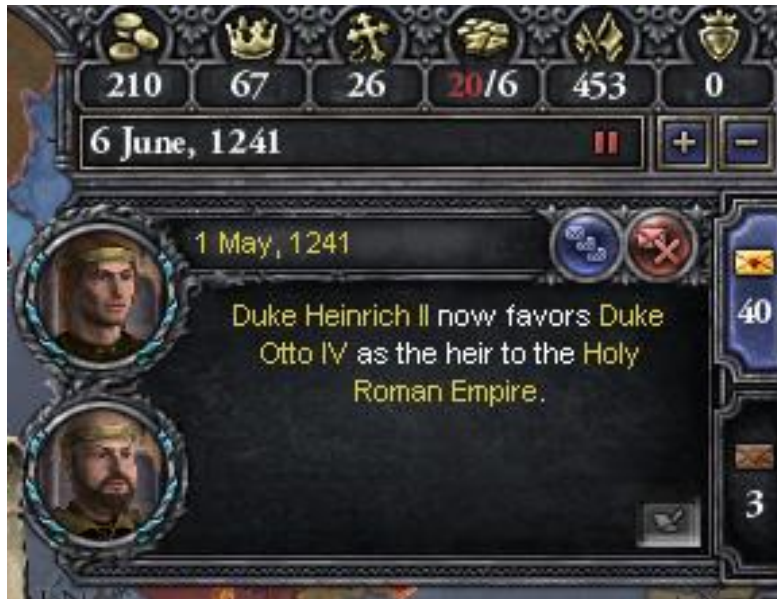 210 67 26 20/6 453 0
6 June, 1241 + -
1 May, 1241
Duke Heinrich II now favors Duke
Otto IV as the heir to the Holy
Roman Empire.
40
3